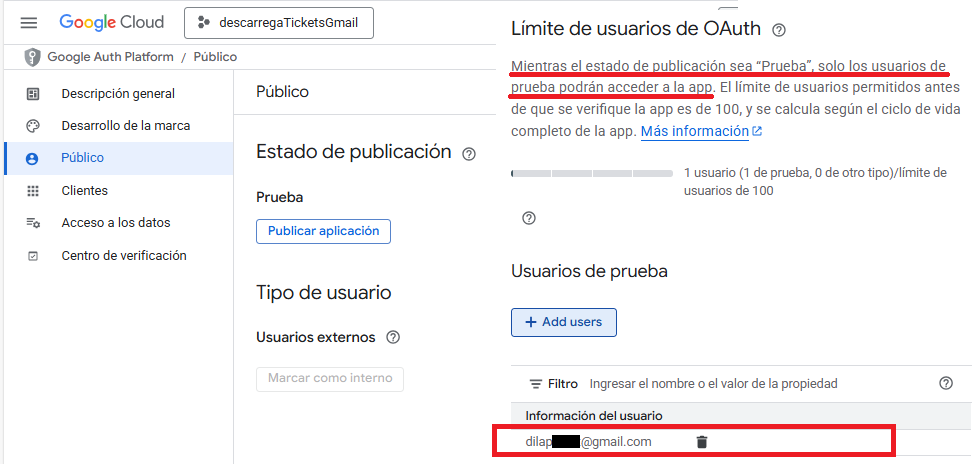 Google Cloud
descarregaTicketsGmail
Google Auth Platform / Público
Descripción general
Desarrollo de la marca
Público
Clientes
Acceso a los datos
Centro de verificación
Público
Estado de publicación
Prueba
Publicar aplicación
Tipo de usuario
Usuarios externos
Marcar como interno
Límite de usuarios de OAuth
Mientras el estado de publicación sea “Prueba”, solo los usuarios de
prueba podrán acceder a la app. El límite de usuarios permitidos antes
de que se verifique la app es de 100, y se calcula según el ciclo de vida
completo de la app. Más información
1 usuario (1 de prueba, 0 de otro tipo)/límite de
usuarios de 100
Usuarios de prueba
+ Add users
Filtro Ingresar el nombre o el valor de la propiedad
Información del usuario
dilap @gmail.com